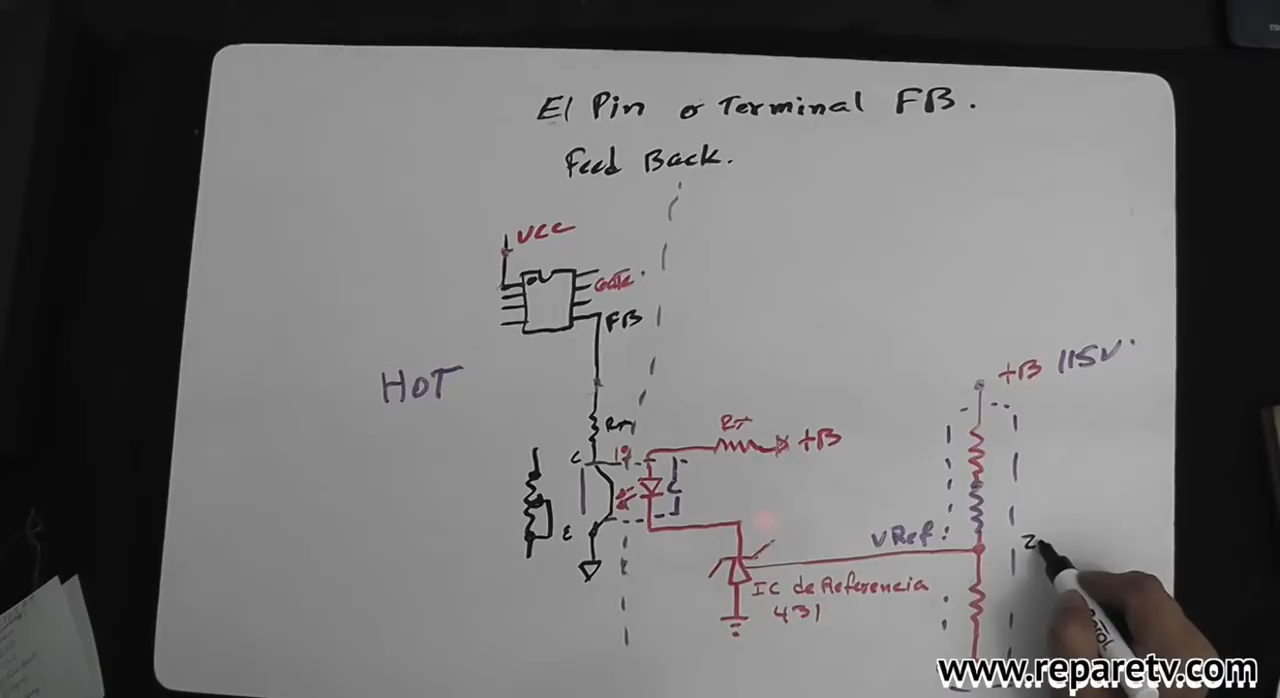 El Pin o Terminal FB.
Feed Back.
VCC
Gate
FB
HOT
+B 115V
+B
C
E
VRef
IC de Referencia
431
2
www.reparetv.com